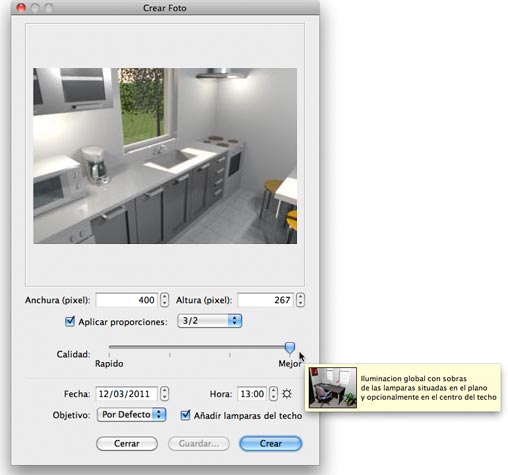 Crear Foto
Anchura (pixel): 400 Altura (pixel): 267
Aplicar proporciones: 3/2
Calidad:
Rapido Mejor
Iluminacion global con sobras
de las lamparas situadas en el plano
y opcionalmente en el centro del techo
Fecha: 12/03/2011 Hora: 13:00
Objetivo: Por Defecto Añadir lamparas del techo
Cerrar Guardar... Crear